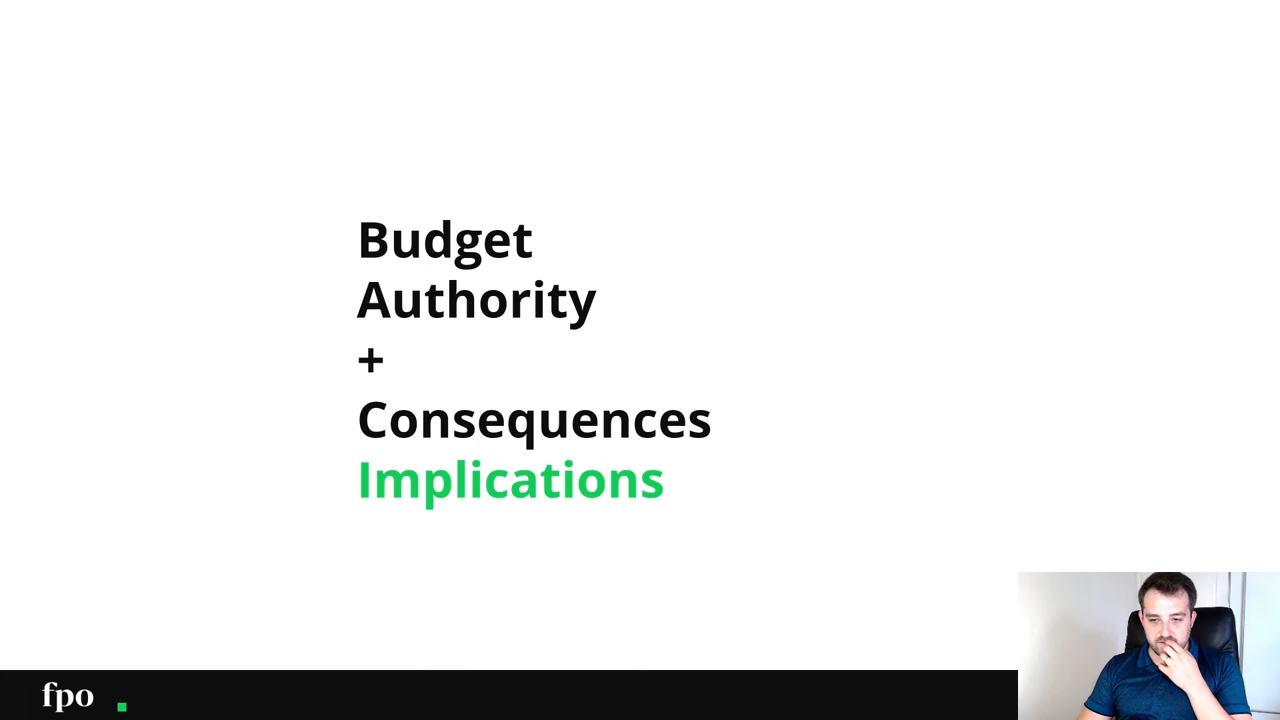 Budget
Authority
+
Consequences
Implications
fpo